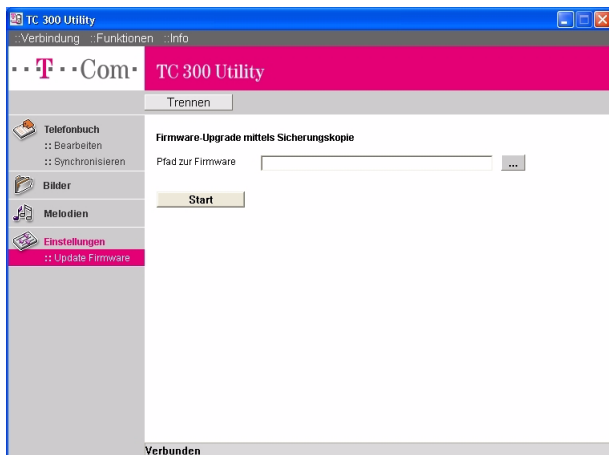 TC 300 Utility
::Verbindung ::Funktionen ::Info
··T··Com· TC 300 Utility
Trennen
Telefonbuch
:: Bearbeiten
:: Synchronisieren
Bilder
Melodien
Einstellungen
:: Update Firmware
Firmware-Upgrade mittels Sicherungskopie
Pfad zur Firmware ...
Start
Verbunden